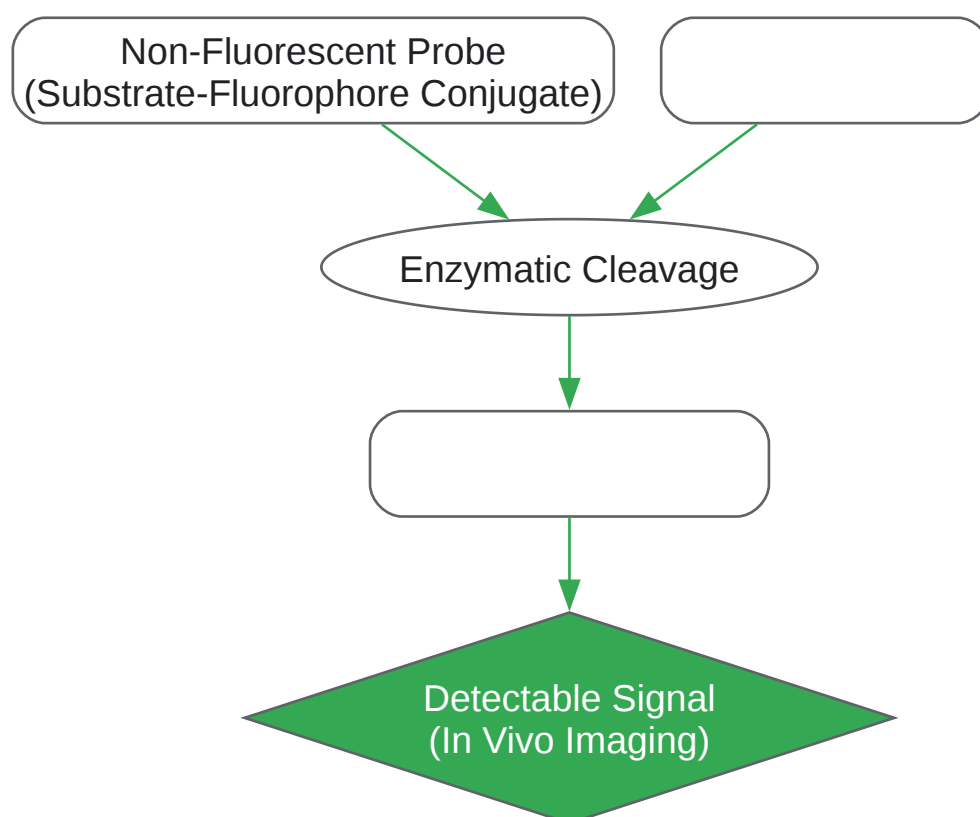 Non-Fluorescent Probe
(Substrate-Fluorophore Conjugate)
Enzymatic Cleavage
Detectable Signal
(In Vivo Imaging)